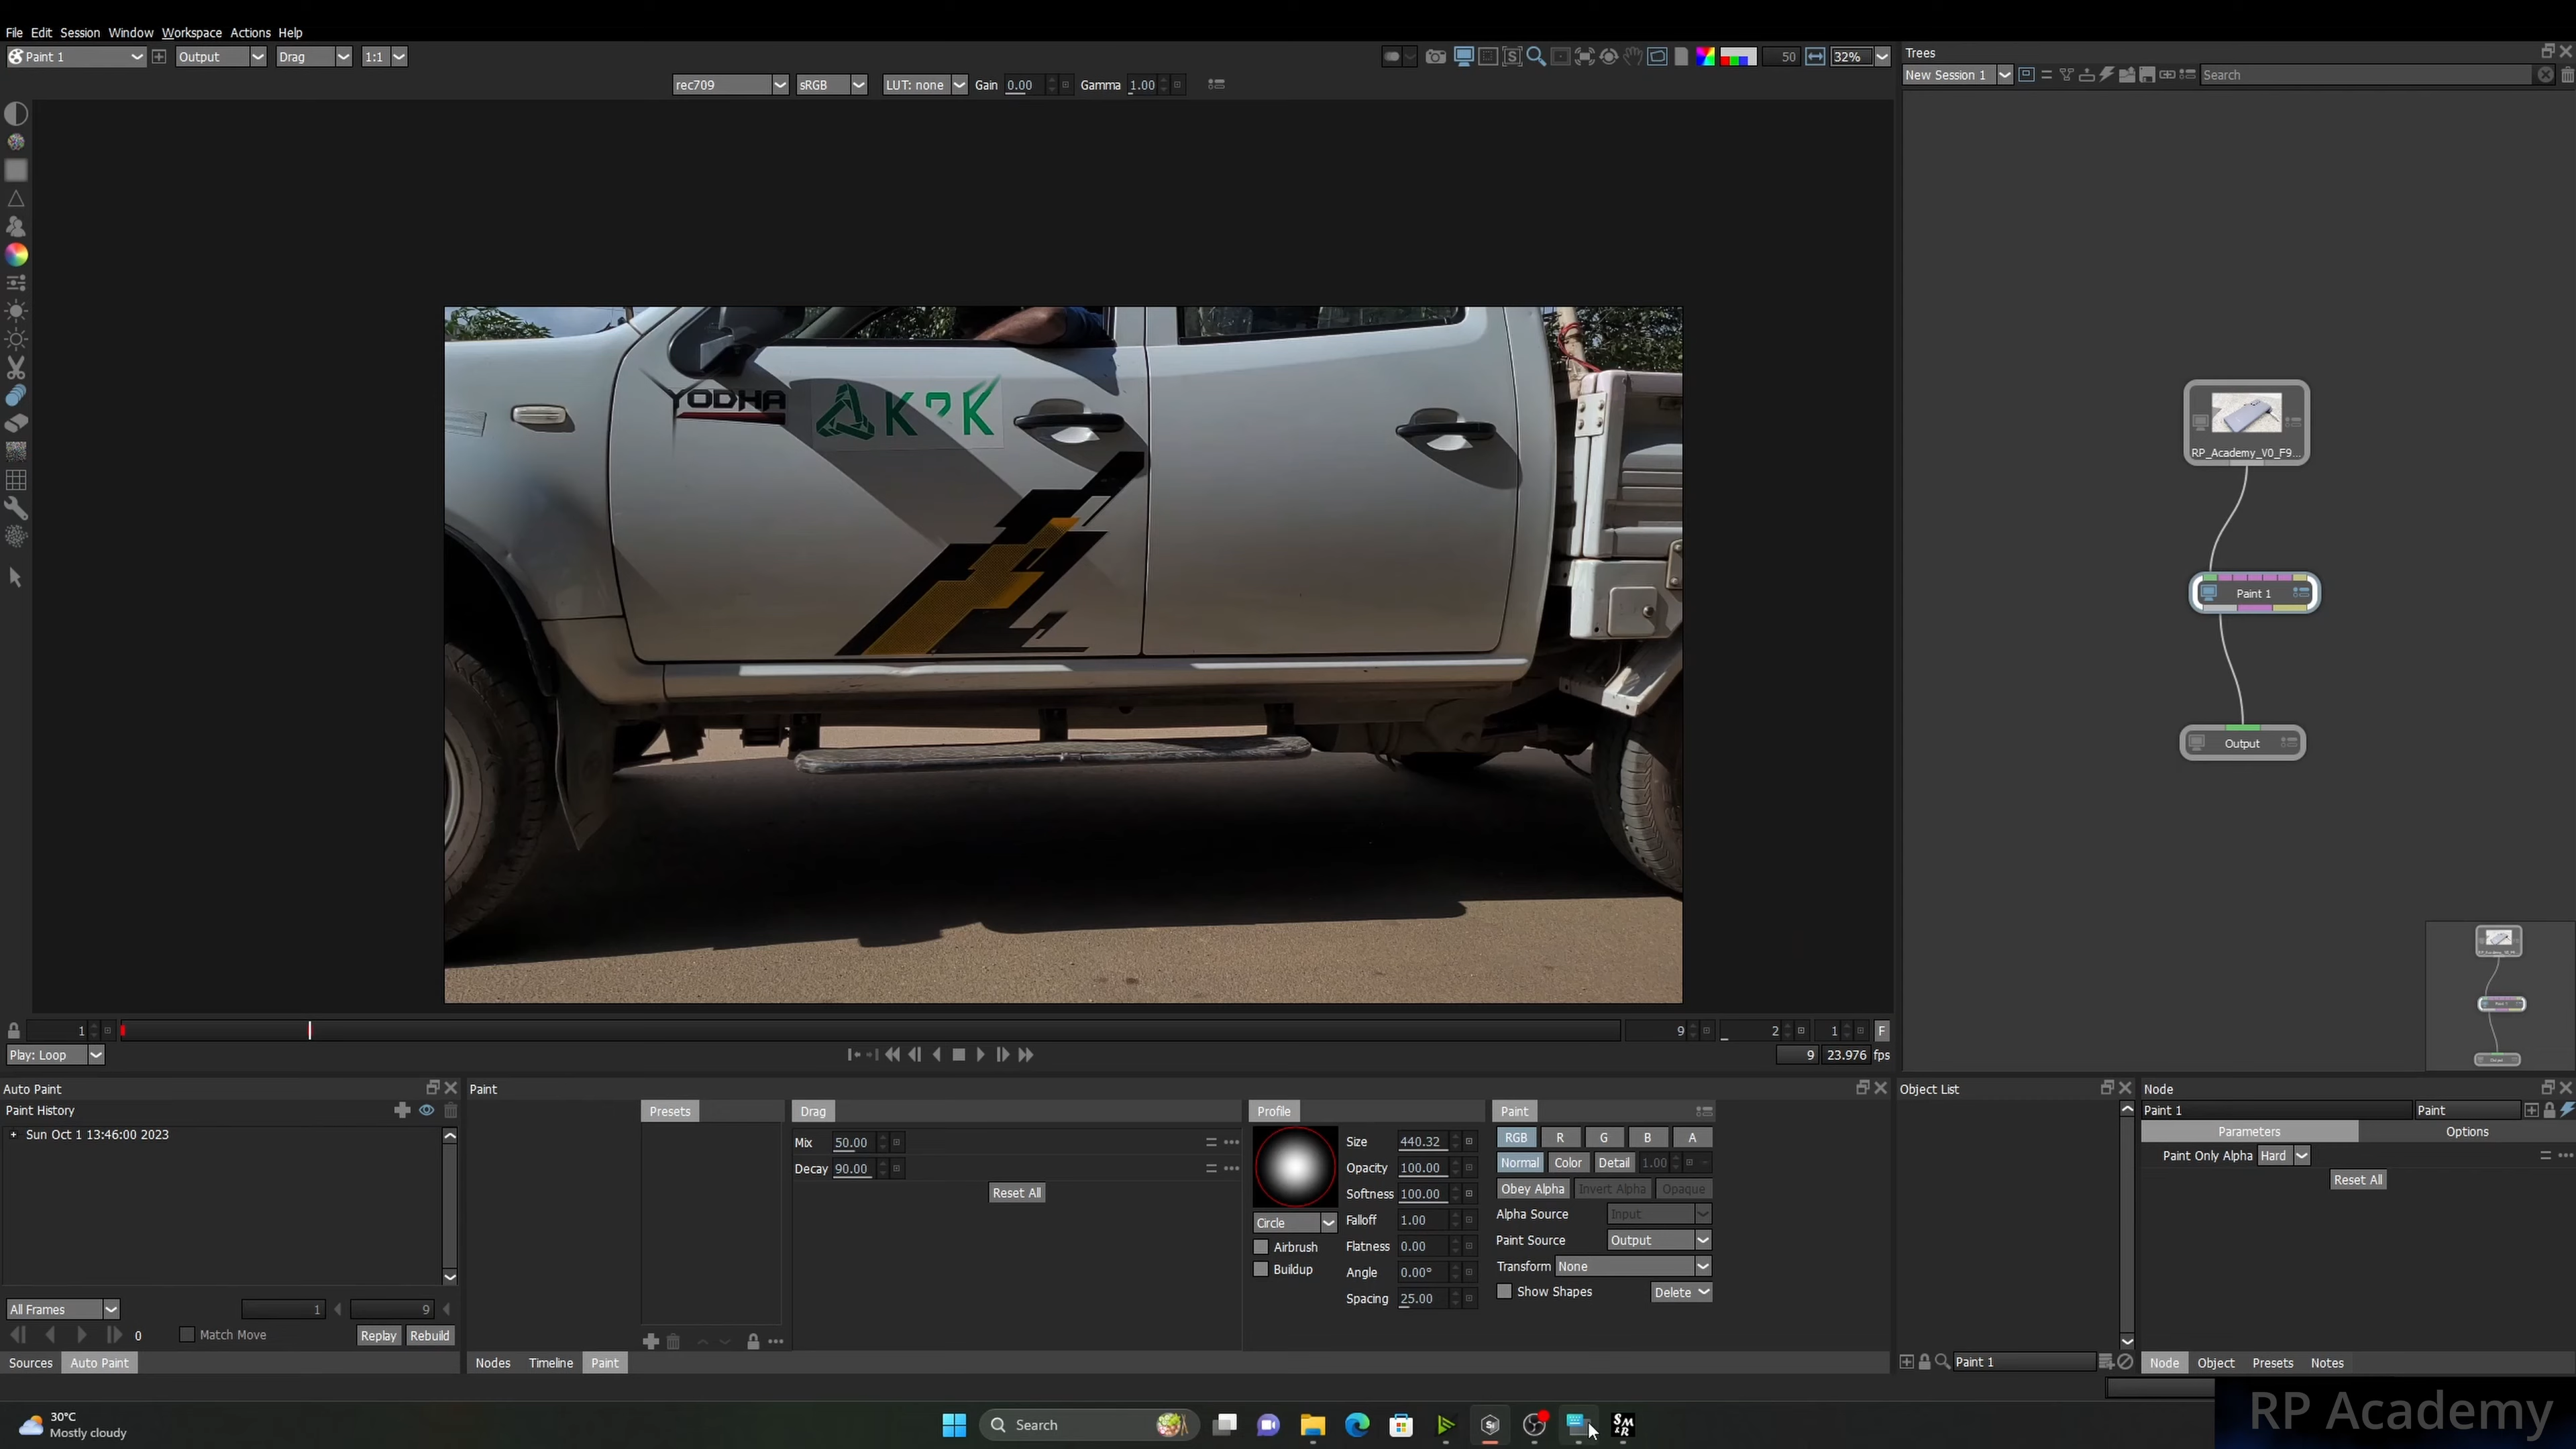 File Edit Session Window Workspace Actions Help
Paint 1 Output Drag 1:1
50 32%
rec709 sRGB LUT: none Gain 0.00 Gamma 1.00
Trees
New Session 1 Search
YODHA
K2K
RP_Academy_V0_F9...
Paint 1
Output
1 9 2 1 F
Play: Loop 9 23.976 fps
Auto Paint
Paint History
Sun Oct 1 13:46:00 2023
All Frames 1 9
0 Match Move Replay Rebuild
Sources Auto Paint
Paint
Presets
Drag
Mix 50.00
Decay 90.00
Reset All
Nodes Timeline Paint
Profile
Circle
Airbrush
Buildup
Size 440.32
Opacity 100.00
Softness 100.00
Falloff 1.00
Flatness 0.00
Angle 0.00°
Spacing 25.00
Paint
RGB R G B A
Normal Color Detail 1.00
Obey Alpha Invert Alpha Opaque
Alpha Source Input
Paint Source Output
Transform None
Show Shapes Delete
Object List
Paint 1
Node
Paint 1 Paint
Parameters Options
Paint Only Alpha Hard
Reset All
Node Object Presets Notes
30°C
Mostly cloudy
Search
RP Academy